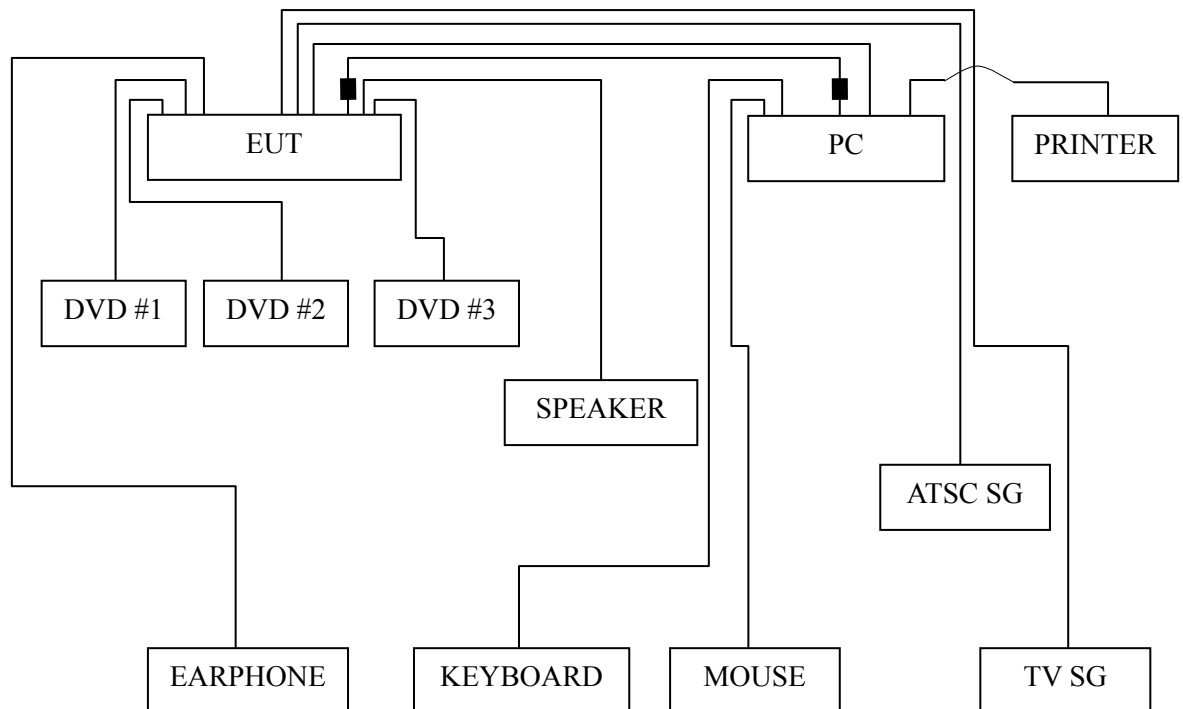 EUT
PC
PRINTER
DVD #1
DVD #2
DVD #3
SPEAKER
ATSC SG
EARPHONE
KEYBOARD
MOUSE
TV SG